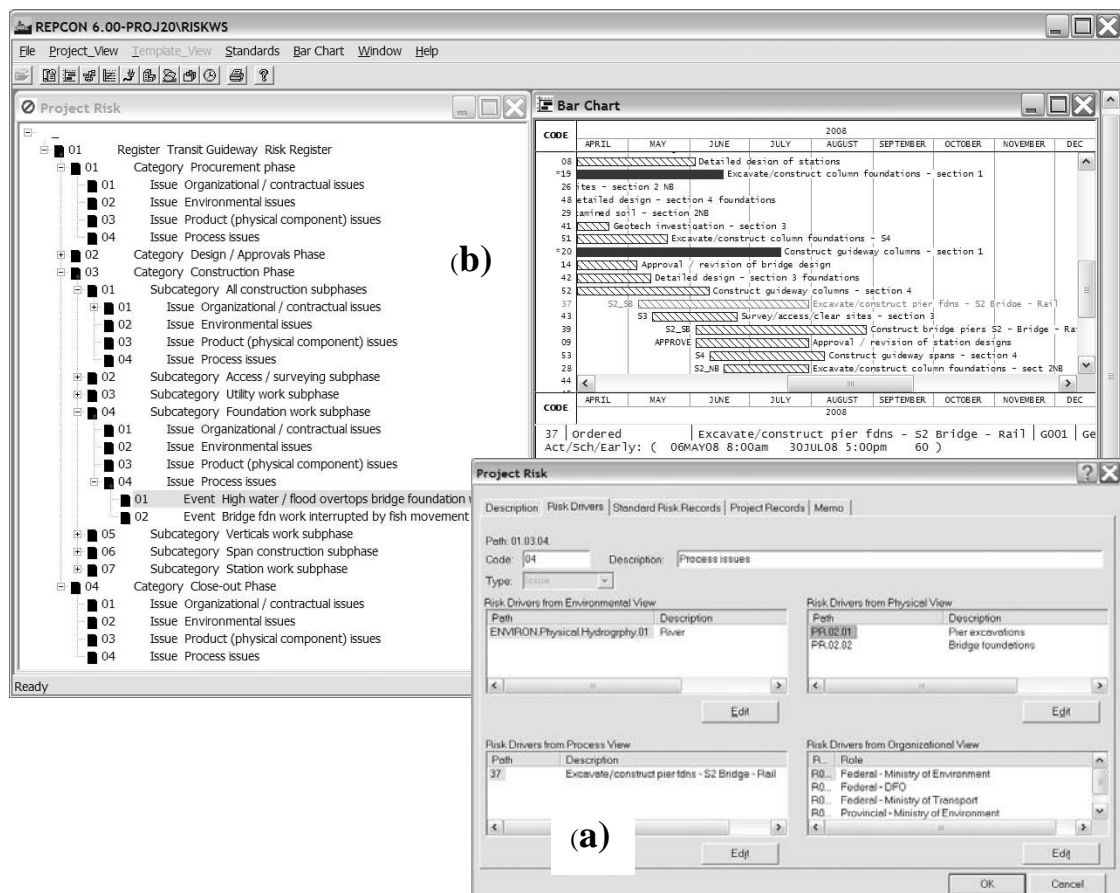 REPCON 6.00-PROJ20\RISKWS
File Project_View Template_View Standards Bar Chart Window Help
Project Risk
01 Register Transit Guideway Risk Register
01 Category Procurement phase
01 Issue Organizational / contractual issues
02 Issue Environmental issues
03 Issue Product (physical component) issues
04 Issue Process issues
02 Category Design / Approvals Phase
03 Category Construction Phase
01 Subcategory All construction subphases
01 Issue Organizational / contractual issues
02 Issue Environmental issues
03 Issue Product (physical component) issues
04 Issue Process issues
02 Subcategory Access / surveying subphase
03 Subcategory Utility work subphase
04 Subcategory Foundation work subphase
01 Issue Organizational / contractual issues
02 Issue Environmental issues
03 Issue Product (physical component) issues
04 Issue Process issues
01 Event High water / flood overtops bridge foundation
02 Event Bridge fdn work interrupted by fish movement
05 Subcategory Verticals work subphase
06 Subcategory Span construction subphase
07 Subcategory Station work subphase
04 Category Close-out Phase
01 Issue Organizational / contractual issues
02 Issue Environmental issues
03 Issue Product (physical component) issues
04 Issue Process issues
Ready
(b)
Bar Chart
CODE
2008
APRIL MAY JUNE JULY AUGUST SEPTEMBER OCTOBER NOVEMBER DEC
08 Detailed design of stations
*19 Excavate/construct column foundations - section 1
26 ites - section 2 NB
48 etailed design - section 4 foundations
29 amined soil - section 2NB
41 Geotech investigation - section 3
51 Excavate/construct column foundations - S4
*20 Construct guideway columns - section 1
14 Approval / revision of bridge design
42 Detailed design - section 3 foundations
52 Construct guideway columns - section 4
37 S2_SB Excavate/construct pier fdns - S2 Bridge - Rail
43 S3 Survey/access/clear sites - section 3
39 S2_SB Construct bridge piers S2 - Bridge - Ra
09 APPROVE Approval / revision of station designs
53 S4 Construct guideway spans - section 4
28 S2_NB Excavate/construct column foundations - sect 2NB
44
CODE
APRIL MAY JUNE JULY AUGUST SEPTEMBER OCTOBER NOVEMBER DEC
2008
37 Ordered Excavate/construct pier fdns - S2 Bridge - Rail G001 Ge
Act/Sch/Early: ( 06MAY08 8:00am 30JUL08 5:00pm 60 )
Project Risk
Description Risk Drivers Standard Risk Records Project Records Memo
Path: 01.03.04.
Code: 04 Description: Process issues
Type: Issue
Risk Drivers from Environmental View
Path Description
ENVIRON.Physical.Hydrogrphy.01 River
Edit
Risk Drivers from Physical View
Path Description
PR.02.01 Pier excavations
PR.02.02 Bridge foundations
Edit
Risk Drivers from Process View
Path Description
37 Excavate/construct pier fdns - S2 Bridge - Rail
Edit
(a)
Risk Drivers from Organizational View
R... Role
R0... Federal - Ministry of Environment
R0... Federal - DFO
R0... Federal - Ministry of Transport
R0... Provincial - Ministry of Environment
Edit
OK Cancel